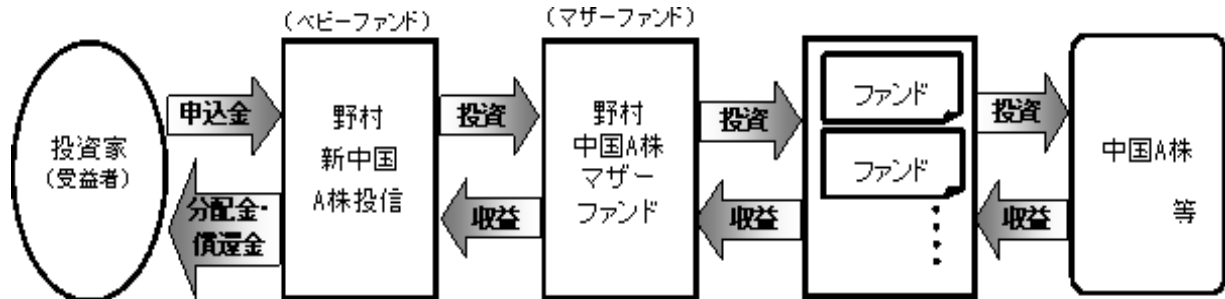 (ベビーファンド)
(マザーファンド)
投資家
(受益者)
申込金
分配金・
償還金
野村
新中国
A株投信
投資
収益
野村
中国A株
マザー
ファンド
投資
収益
ファンド
ファンド
投資
収益
中国A株
等